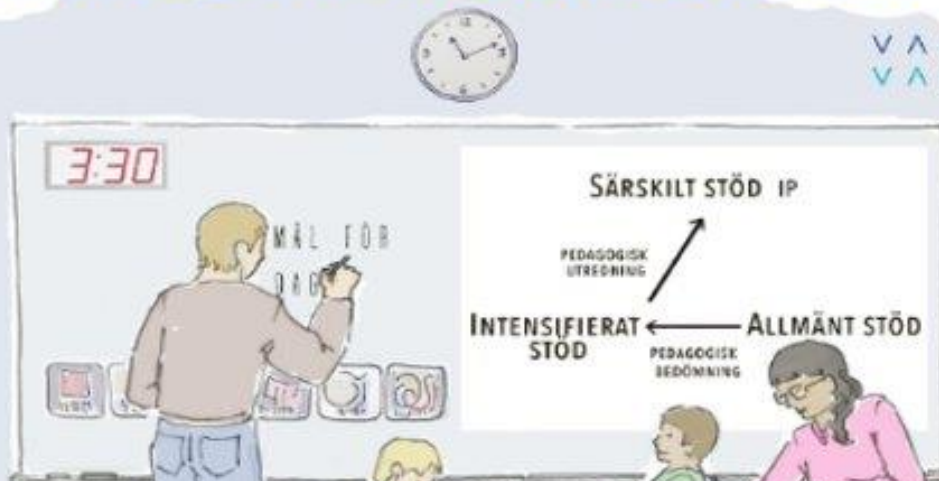 3:30
MÅL FÖR
DAG
SÄRSKILT STÖD IP
PEDAGOGISK
UTREDNING
INTENSIFIERAT
STÖD
ALLMÄNT STÖD
PEDAGOGISK
BEDÖMNING